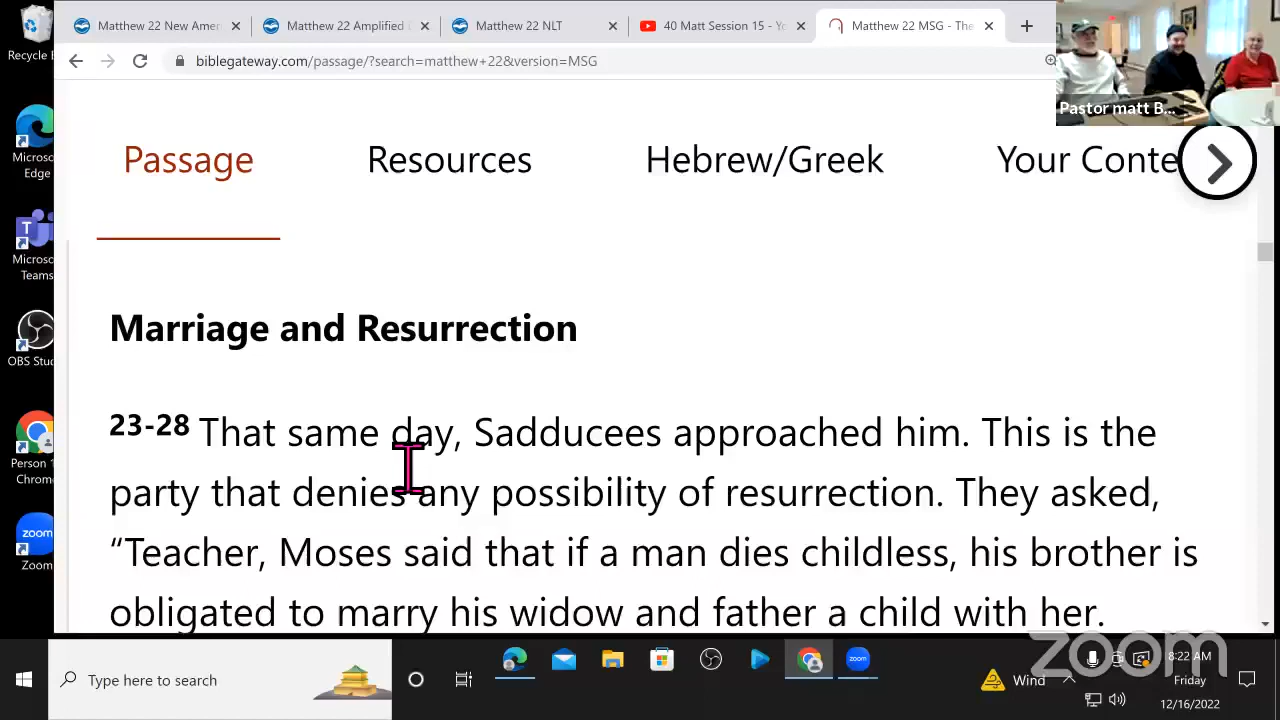 Recycle B
Matthew 22 New Amer
Matthew 22 Amplified
Matthew 22 NLT
40 Matt Session 15 - Yo
Matthew 22 MSG - The
biblegateway.com/passage/?search=matthew+22&version=MSG
Pastor matt B...
Microso
Edge
Microso
Teams
OBS Stud
Person 1
Chrome
zoom
Zoom
Passage
Resources
Hebrew/Greek
Your Conte
Marriage and Resurrection
23-28 That same day, Sadducees approached him. This is the
party that denies any possibility of resurrection. They asked,
“Teacher, Moses said that if a man dies childless, his brother is
obligated to marry his widow and father a child with her.
Type here to search
zoom
Wind
zoom
8:22 AM
Friday
12/16/2022